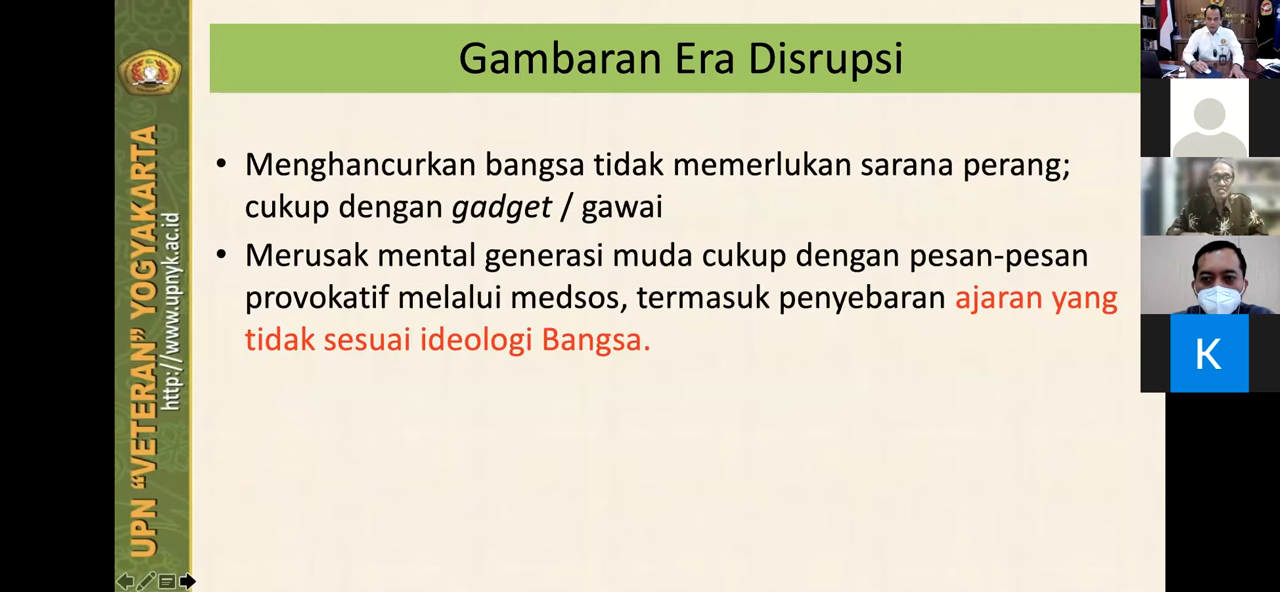 Gambaran Era Disrupsi
• Menghancurkan bangsa tidak memerlukan sarana perang;
cukup dengan gadget / gawai
• Merusak mental generasi muda cukup dengan pesan-pesan
provokatif melalui medsos, termasuk penyebaran ajaran yang
tidak sesuai ideologi Bangsa.
UPN “VETERAN” YOGYAKARTA
http://www.upnyk.ac.id
K